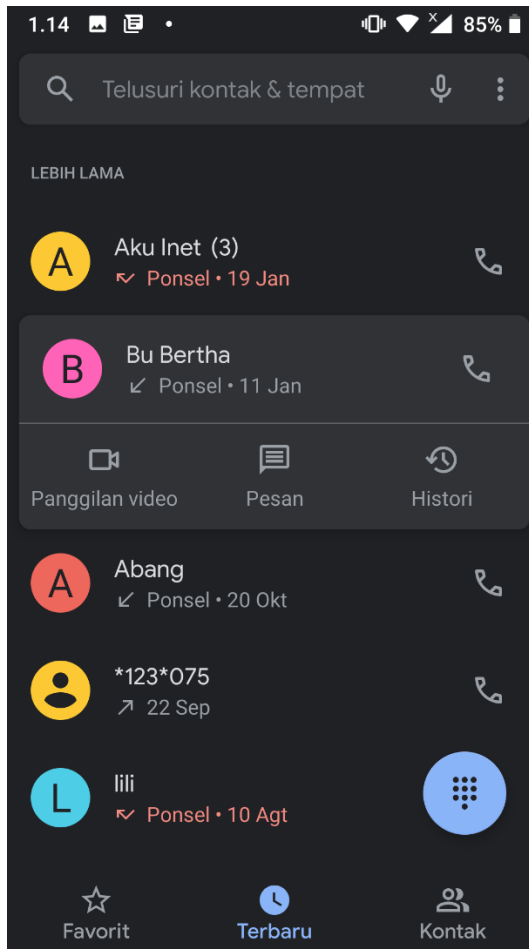 1.14
85%
Telusuri kontak & tempat
LEBIH LAMA
A
Aku Inet (3)
Ponsel • 19 Jan
B
Bu Bertha
Ponsel • 11 Jan
Panggilan video
Pesan
Histori
A
Abang
Ponsel • 20 Okt
*123*075
22 Sep
L
lili
Ponsel • 10 Agt
Favorit
Terbaru
Kontak